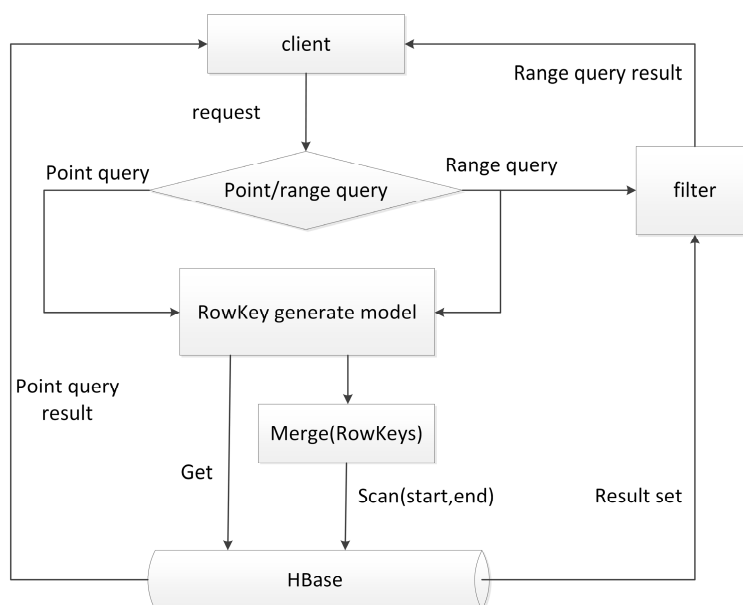 client
Range query result
request
Point query
Range query
Point/range query
filter
RowKey generate model
Point query
result
Merge(RowKeys)
Get
Scan(start,end)
Result set
HBase